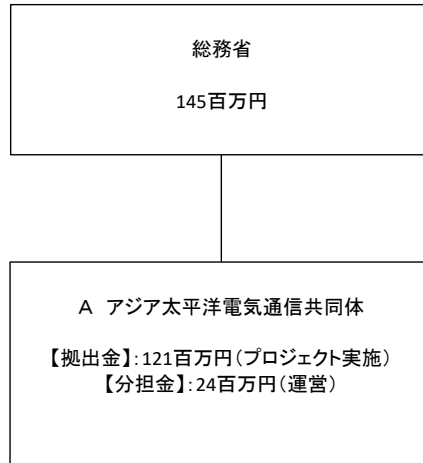 総務省
145百万円
A　アジア太平洋電気通信共同体
【拠出金】：121百万円（プロジェクト実施）
【分担金】：24百万円（運営）